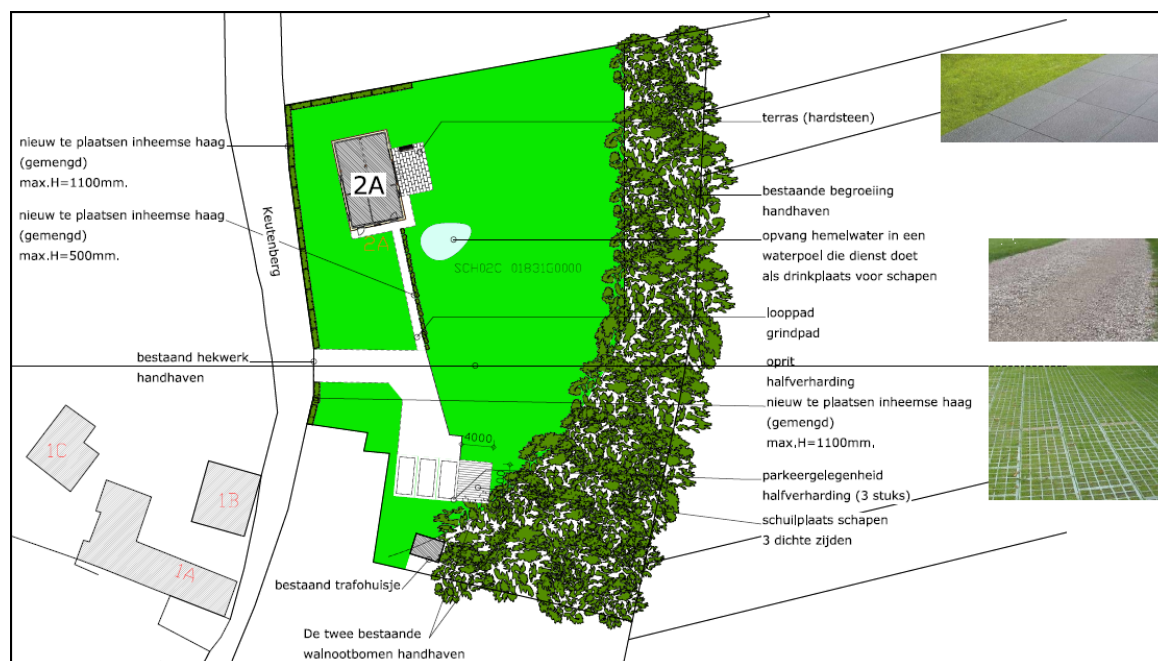 nieuw te plaatsen inheemse haag
(gemengd)
max.H=1100mm.
nieuw te plaatsen inheemse haag
(gemengd)
max.H=500mm.
bestaand hekwerk
handhaven
Keutenberg
2A
2A
SCH02C 01831G0000
4000
1C
1B
1A
terras (hardsteen)
bestaande begroeiing
handhaven
opvang hemelwater in een
waterpoel die dienst doet
als drinkplaats voor schapen
looppad
grindpad
oprit
halfverharding
nieuw te plaatsen inheemse haag
(gemengd)
max,H=1100mm,
parkeergelegenheid
halfverharding (3 stuks)
schuilplaats schapen
3 dichte zijden
bestaand trafohuisje
De twee bestaande
walnootbomen handhaven